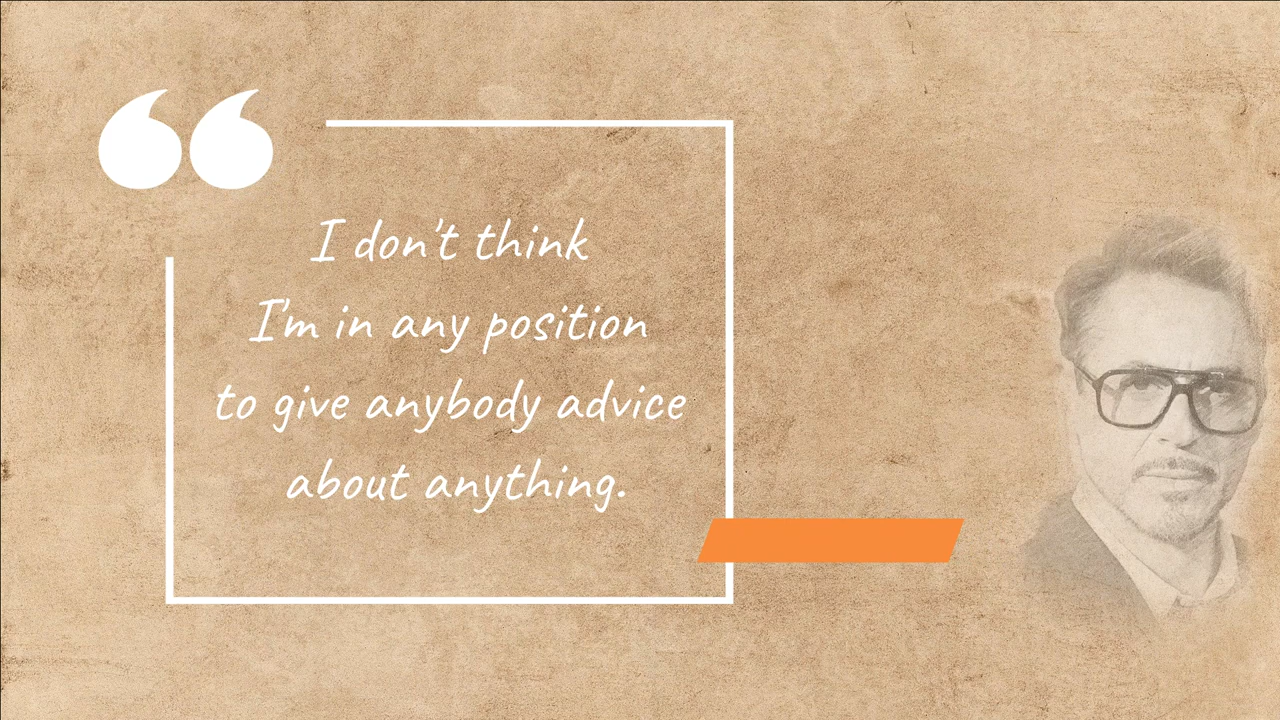 I don't think
I'm in any position
to give anybody advice
about anything.